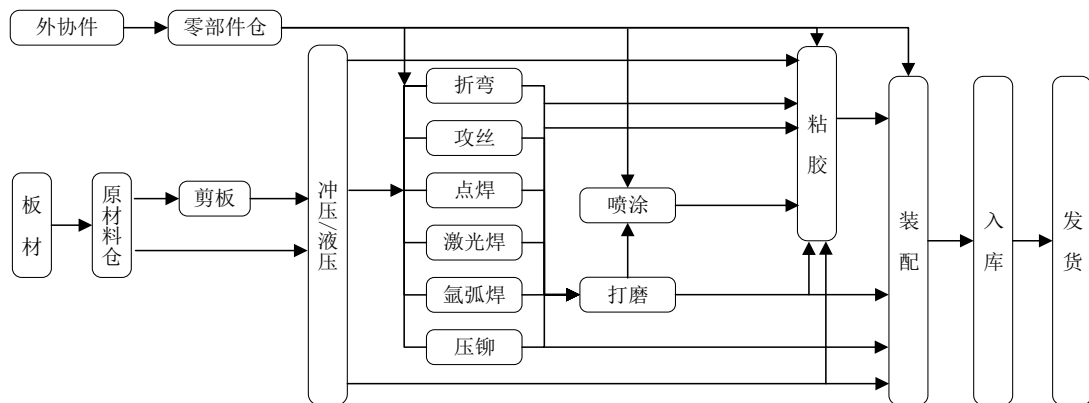 外协件
零部件仓
板材
原材料仓
剪板
冲压/液压
折弯
攻丝
点焊
激光焊
氩弧焊
压铆
喷涂
打磨
粘胶
装配
入库
发货